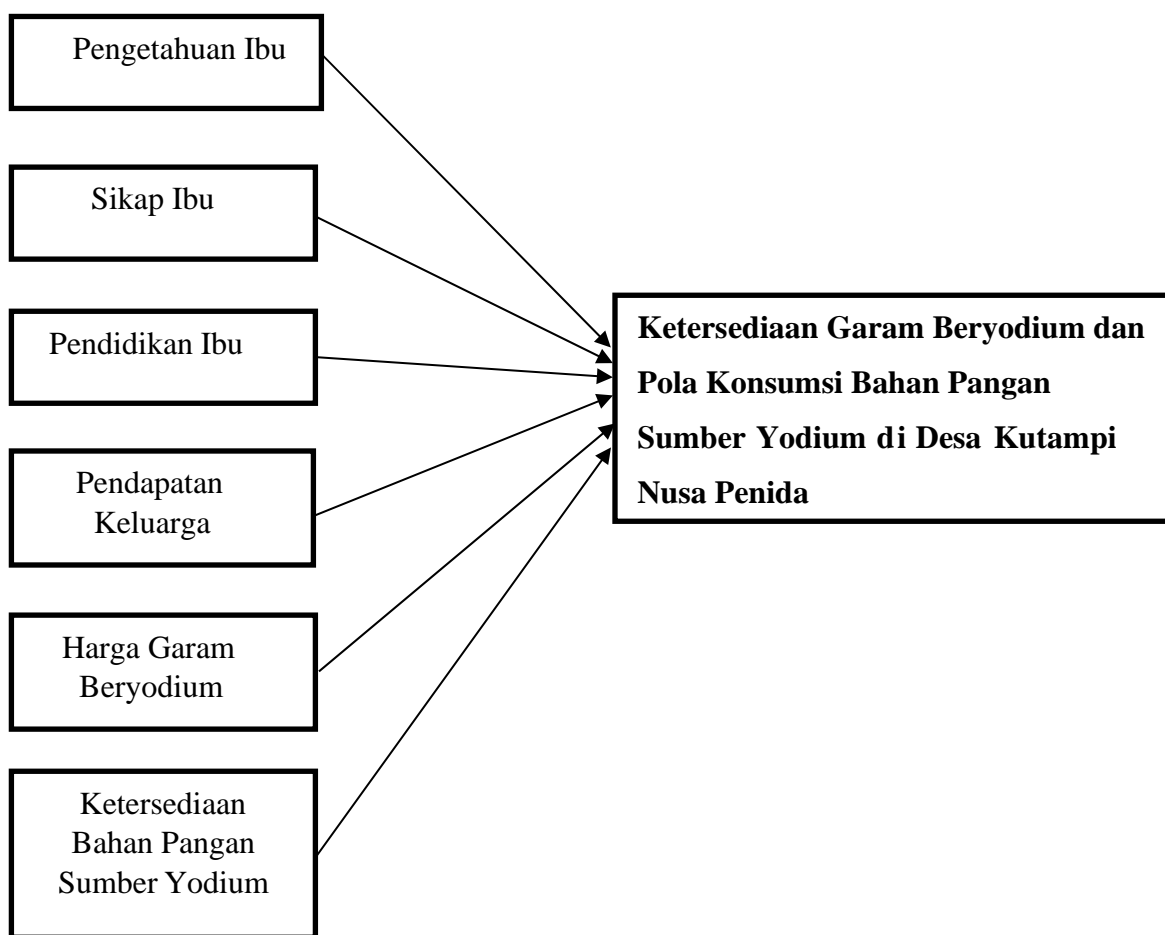 Pengetahuan Ibu
Sikap Ibu
Pendidikan Ibu
Pendapatan
Keluarga
Harga Garam
Beryodium
Ketersediaan
Bahan Pangan
Sumber Yodium
Ketersediaan Garam Beryodium dan
Pola Konsumsi Bahan Pangan
Sumber Yodium di Desa Kutampi
Nusa Penida